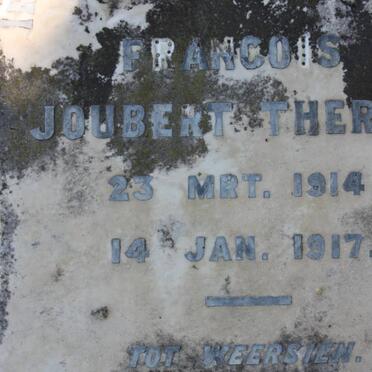 FRANCOIS
JOUBERT THER
23 MRT. 1914
14 JAN. 1917.
TOT WEERSIEN.